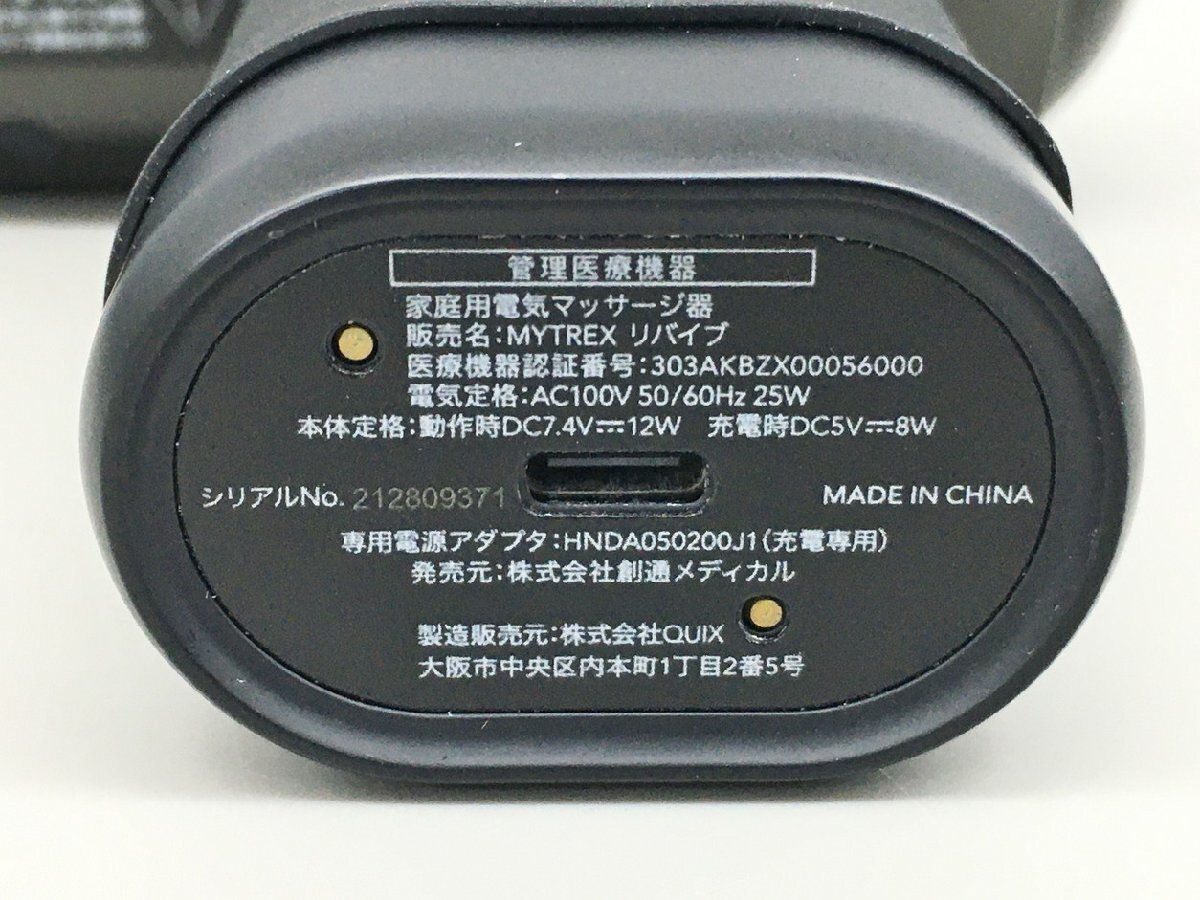 管理医療機器
家庭用電気マッサージ器
販売名:MYTREX リバイブ
医療機器認証番号:303AKBZX00056000
電気定格:AC100V 50/60Hz 25W
本体定格:動作時DC7.4V⎓12W 充電時DC5V⎓8W
シリアルNo. 212809371
MADE IN CHINA
専用電源アダプタ:HNDA050200J1(充電専用)
発売元:株式会社創通メディカル
製造販売元:株式会社QUIX
大阪市中央区内本町1丁目2番5号